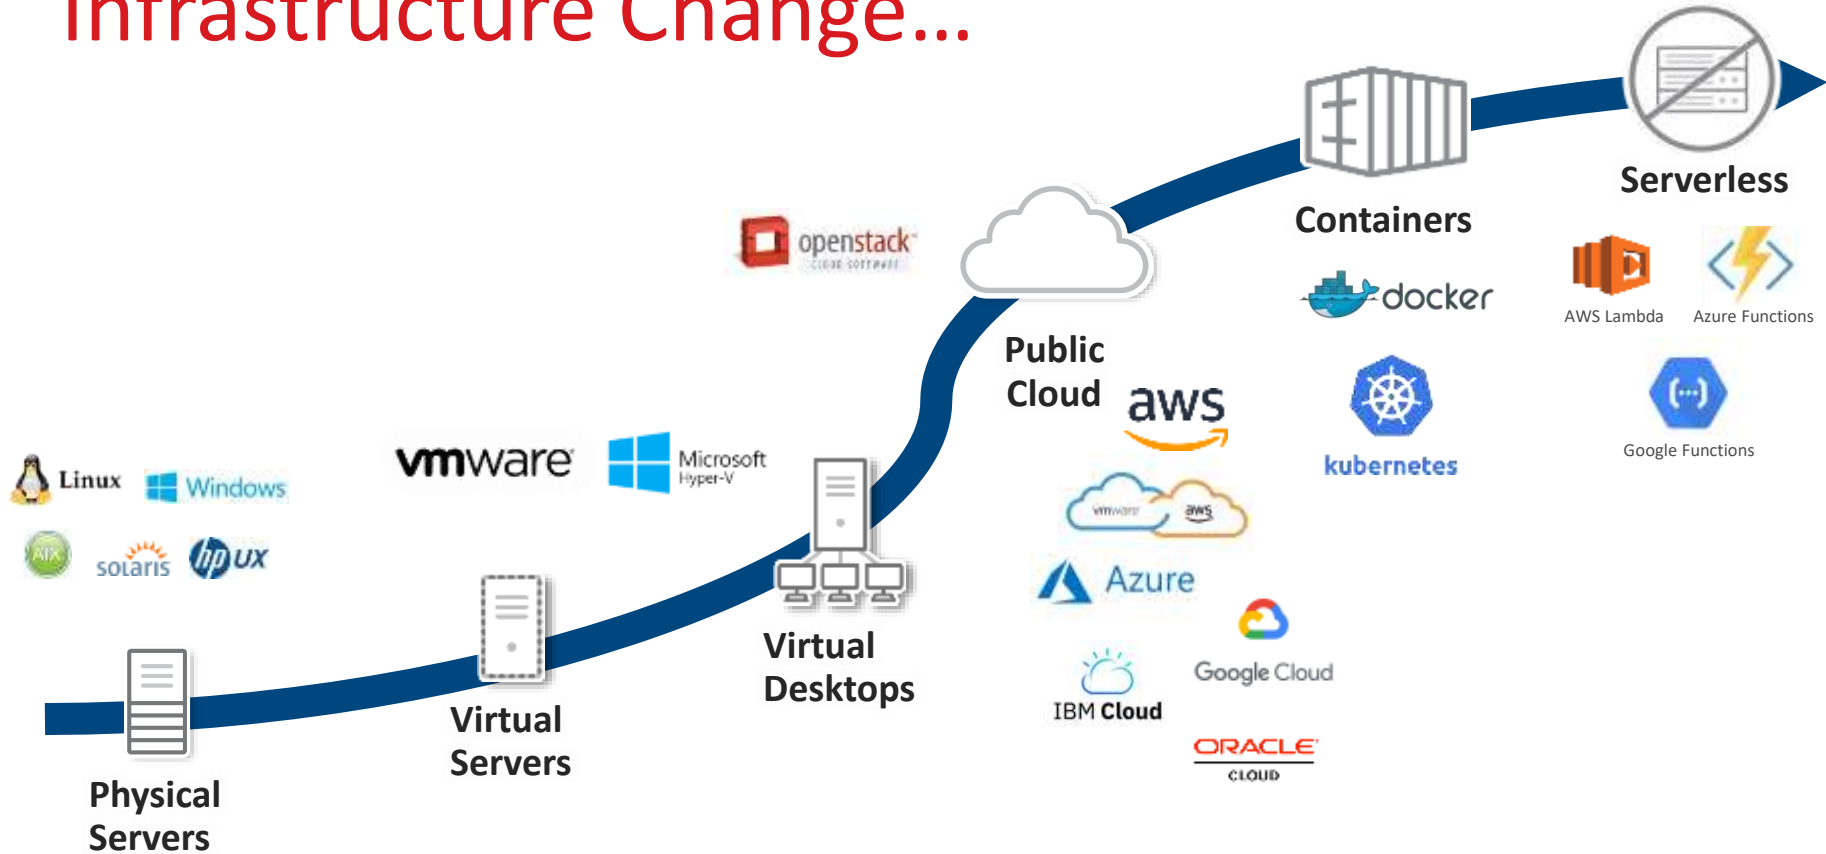 Infrastructure Change...
Serverless
Containers
openstack
CLOUD SOFTWARE
docker
AWS Lambda
Azure Functions
Public
Cloud
aws
kubernetes
Google Functions
vmware
Microsoft
Hyper-V
Linux
Windows
vmware
aws
AIX
solaris
hp UX
Azure
Virtual
Desktops
Google Cloud
IBM Cloud
Virtual
Servers
ORACLE
CLOUD
Physical
Servers